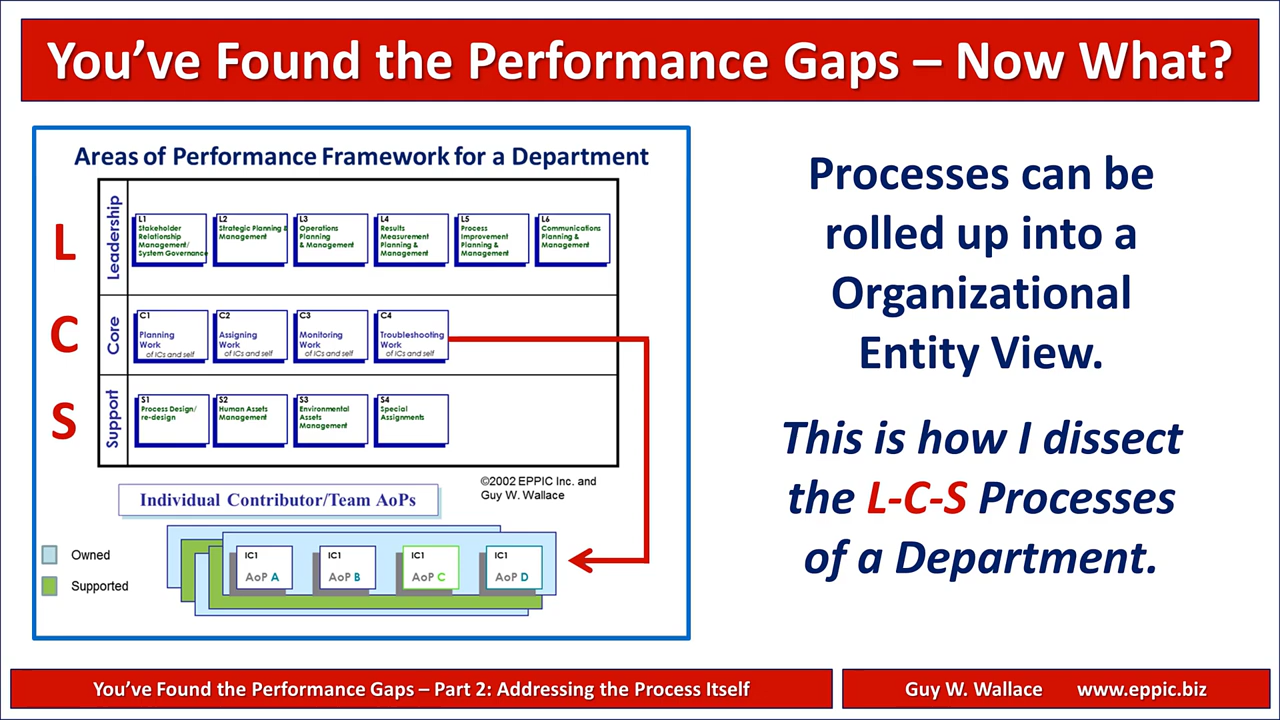 You've Found the Performance Gaps – Now What?
Areas of Performance Framework for a Department
L
Leadership
L1
Stakeholder
Relationship
Management/
System Governance
L2
Strategic Planning &
Management
L3
Operations
Planning
& Management
L4
Results
Measurement
Planning &
Management
L5
Process
Improvement
Planning &
Management
L6
Communications
Planning &
Management
C
Core
C1
Planning
Work
of ICs and self
C2
Assigning
Work
of ICs and self
C3
Monitoring
Work
of ICs and self
C4
Troubleshooting
Work
of ICs and self
S
Support
S1
Process Design/
re-design
S2
Human Assets
Management
S3
Environmental
Assets
Management
S4
Special
Assignments
©2002 EPPIC Inc. and
Guy W. Wallace
Individual Contributor/Team AoPs
Owned
Supported
IC1
AoP A
IC1
AoP B
IC1
AoP C
IC1
AoP D
Processes can be
rolled up into a
Organizational
Entity View.
This is how I dissect
the L-C-S Processes
of a Department.
You've Found the Performance Gaps – Part 2: Addressing the Process Itself
Guy W. Wallace www.eppic.biz